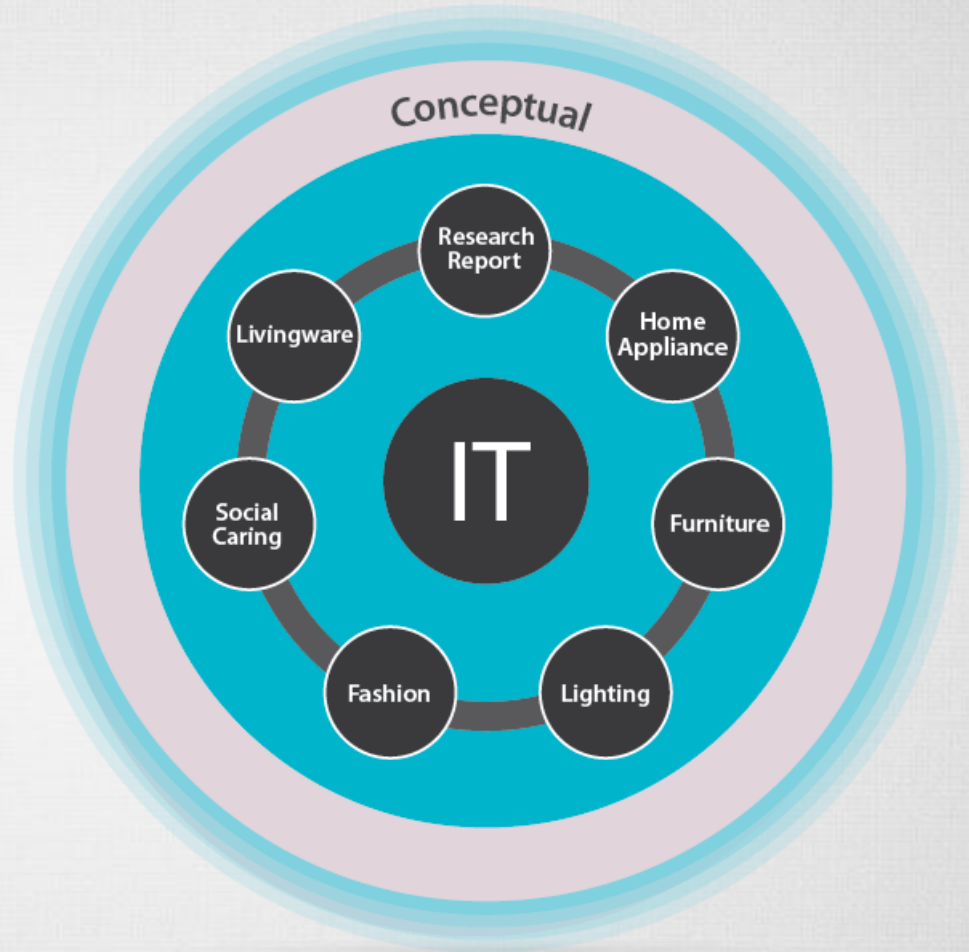 Conceptual
Research
Report
Home
Appliance
Livingware
IT
Social
Caring
Furniture
Fashion
Lighting